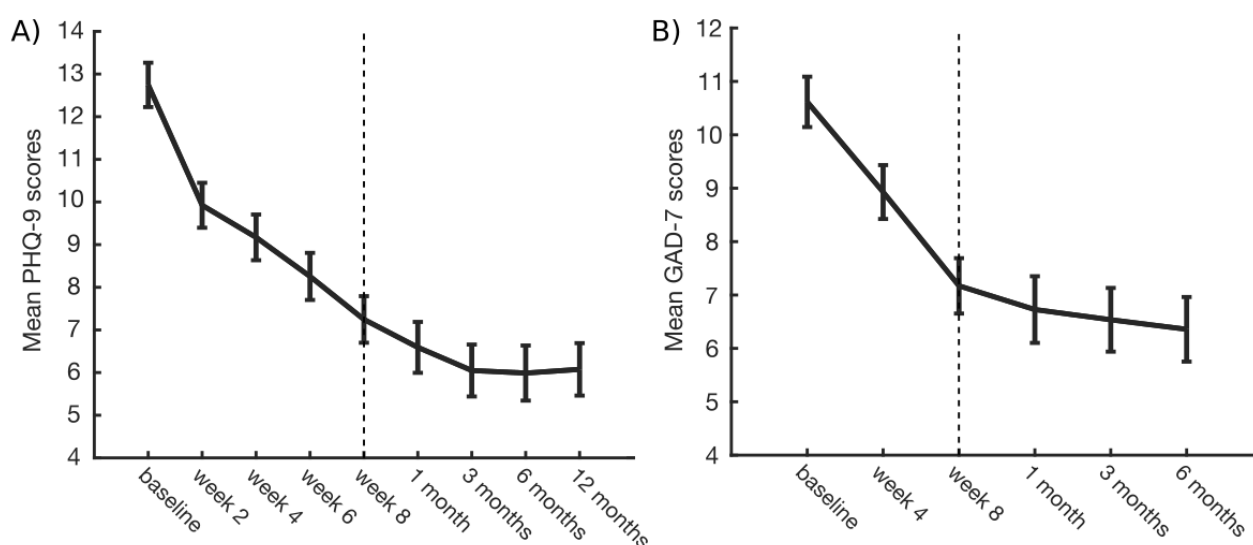 A)
Mean PHQ-9 scores
14
13
12
11
10
9
8
7
6
5
4
baseline
week 2
week 4
week 6
week 8
1 month
3 months
6 months
12 months
B)
Mean GAD-7 scores
12
11
10
9
8
7
6
5
4
baseline
week 4
week 8
1 month
3 months
6 months